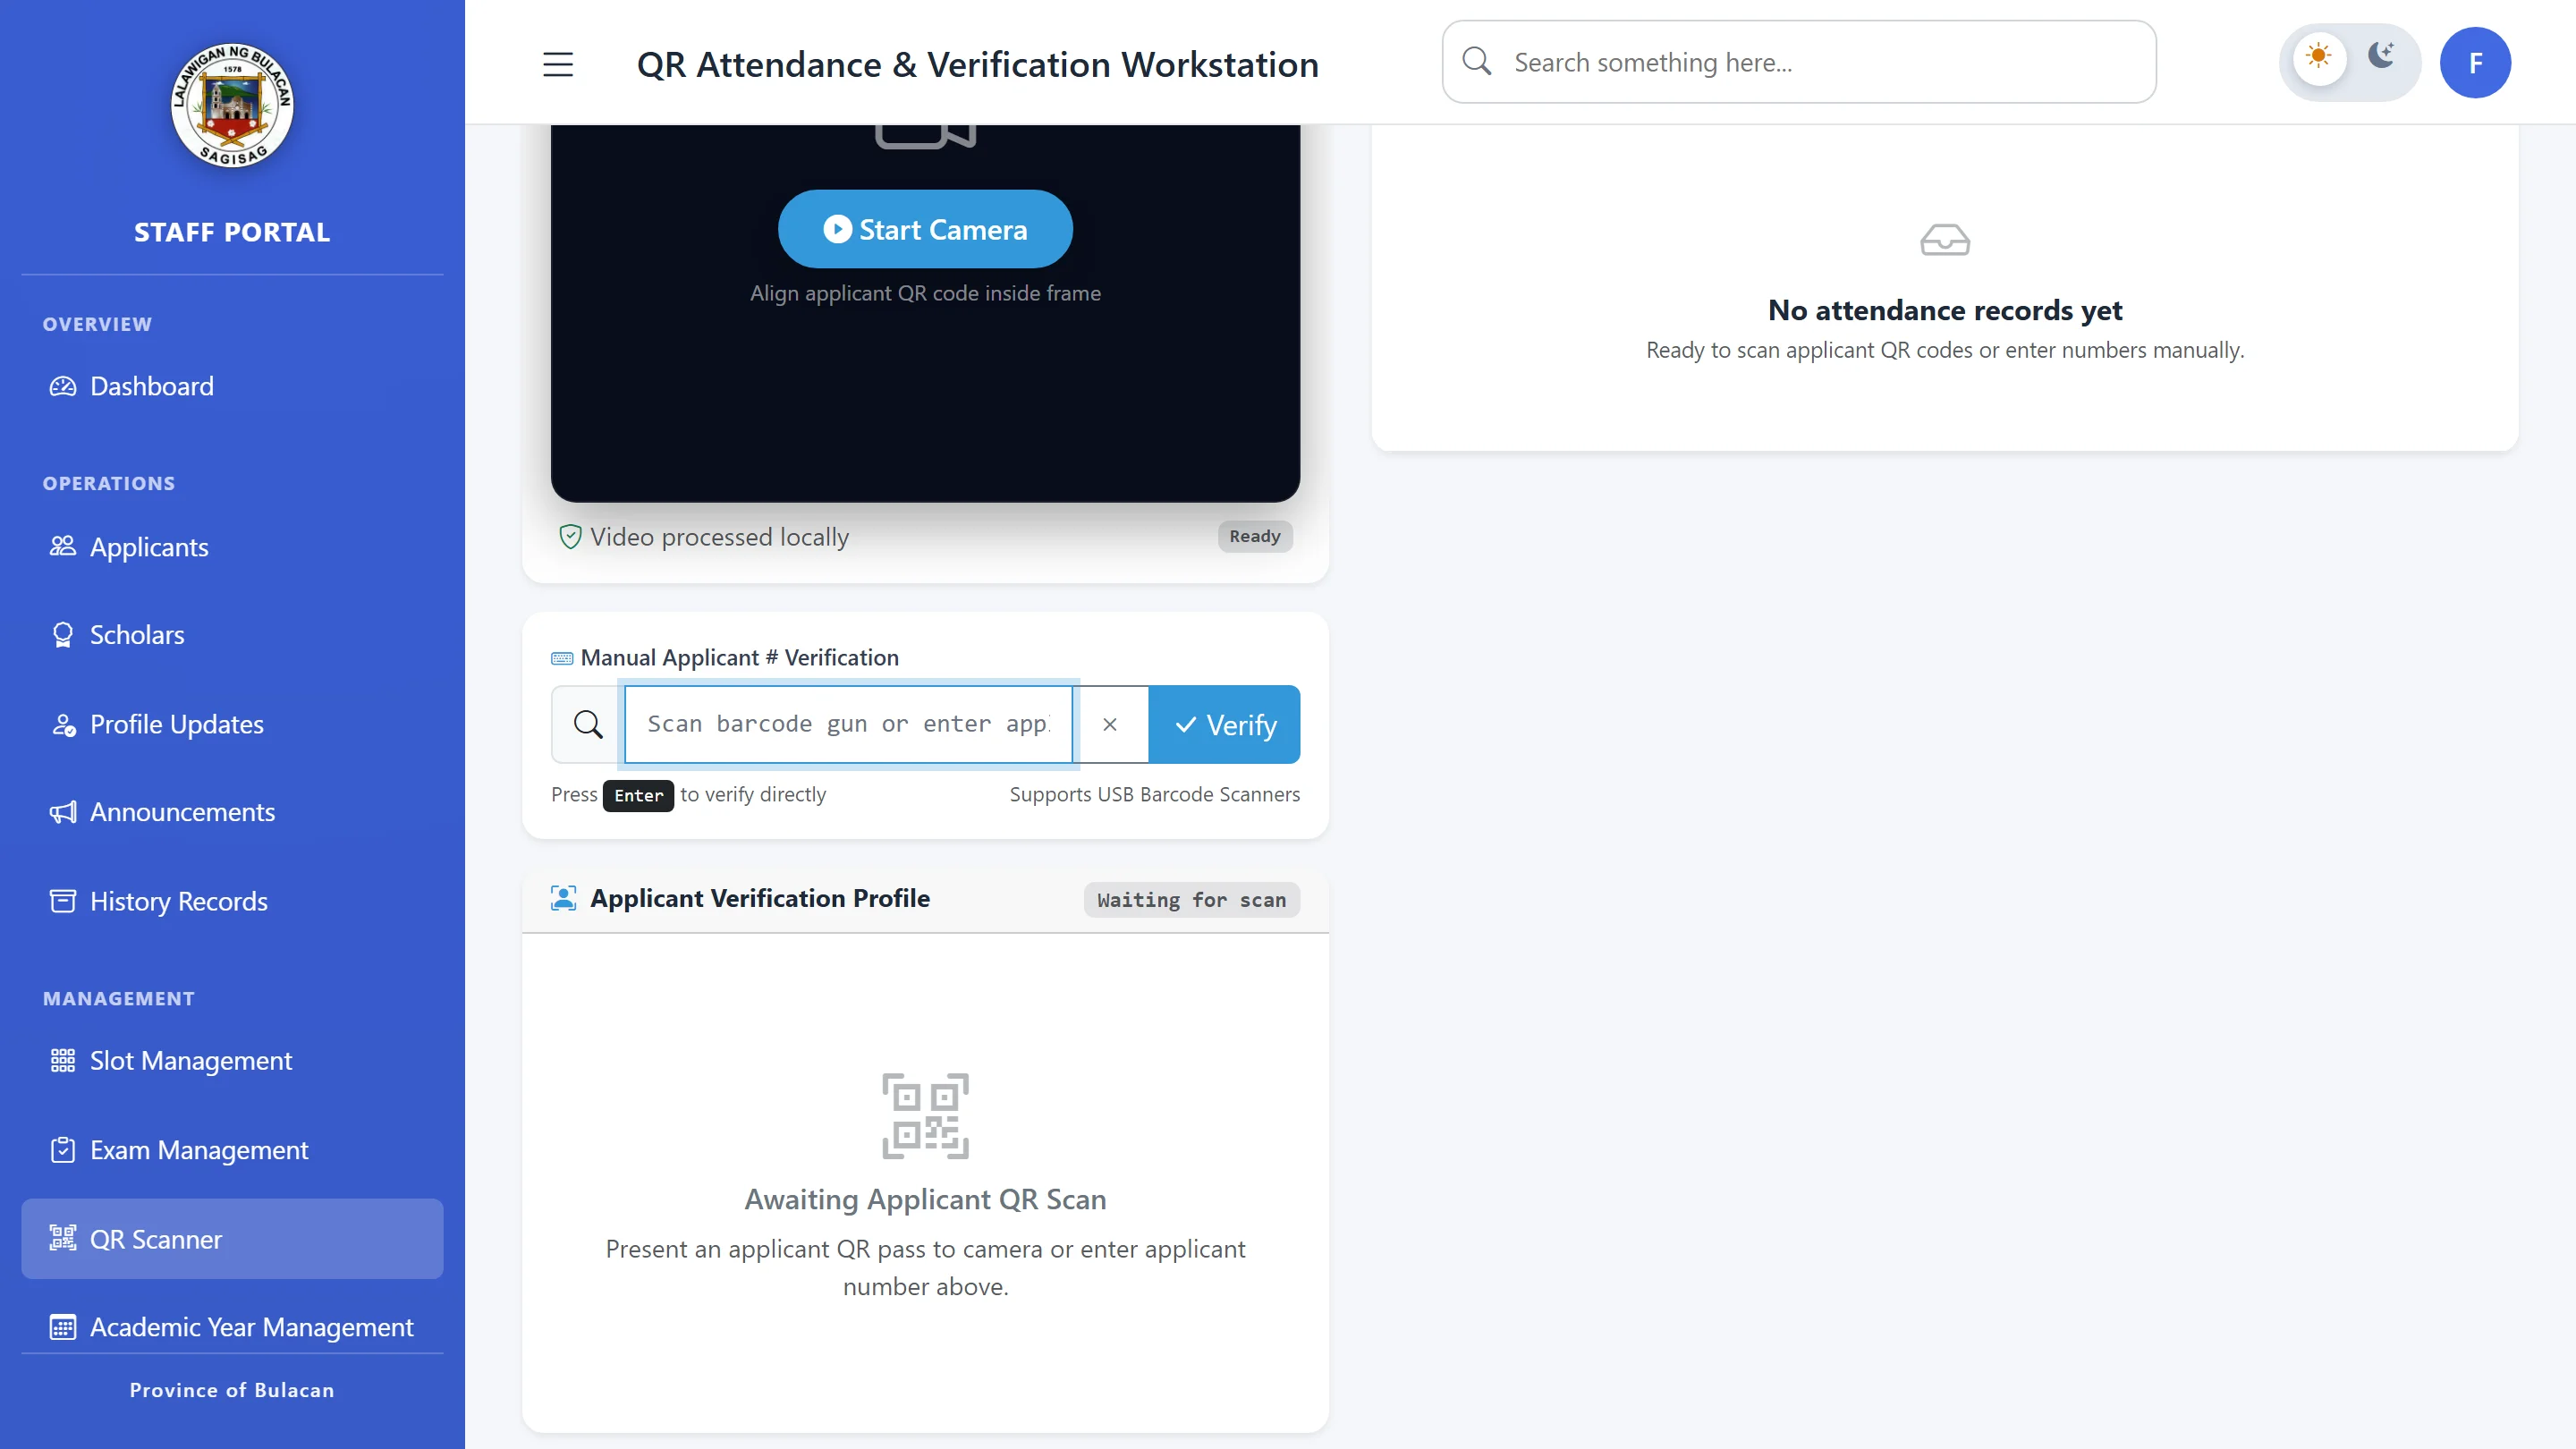 LALAWIGAN NG BULACAN
1578
SAGISAG
STAFF PORTAL
OVERVIEW
Dashboard
OPERATIONS
Applicants
Scholars
Profile Updates
Announcements
History Records
MANAGEMENT
Slot Management
Exam Management
QR Scanner
Academic Year Management
Province of Bulacan
QR Attendance & Verification Workstation
Search something here...
F
Start Camera
Align applicant QR code inside frame
Video processed locally
Ready
Manual Applicant # Verification
Scan barcode gun or enter app
Verify
Press Enter to verify directly
Supports USB Barcode Scanners
Applicant Verification Profile
Waiting for scan
Awaiting Applicant QR Scan
Present an applicant QR pass to camera or enter applicant
number above.
No attendance records yet
Ready to scan applicant QR codes or enter numbers manually.